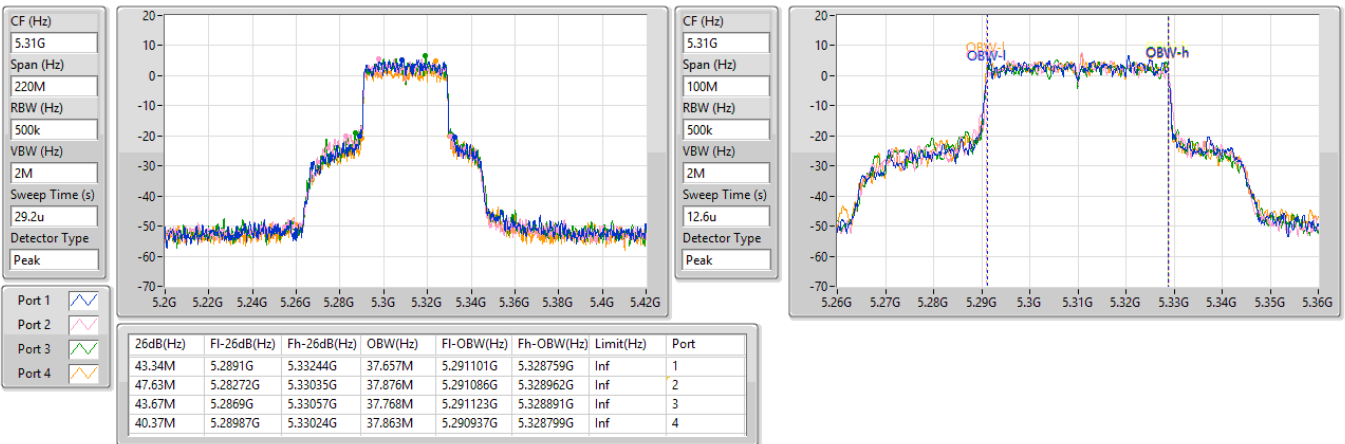 CF (Hz)
5.31G
Span (Hz)
220M
RBW (Hz)
500k
VBW (Hz)
2M
Sweep Time (s)
29.2u
Detector Type
Peak
20-
10-
0-
-10-
-20-
-30-
-40-
-50-
-60-
-70-
5.2G 5.22G 5.24G 5.26G 5.28G 5.3G 5.32G 5.34G 5.36G 5.38G 5.4G 5.42G
CF (Hz)
5.31G
Span (Hz)
100M
RBW (Hz)
500k
VBW (Hz)
2M
Sweep Time (s)
12.6u
Detector Type
Peak
20-
10-
0-
-10-
-20-
-30-
-40-
-50-
-60-
-70-
OBW-l
OBW-l
OBW-h
5.26G 5.27G 5.28G 5.29G 5.3G 5.31G 5.32G 5.33G 5.34G 5.35G 5.36G
Port 1
Port 2
Port 3
Port 4
26dB(Hz) Fl-26dB(Hz) Fh-26dB(Hz) OBW(Hz) Fl-OBW(Hz) Fh-OBW(Hz) Limit(Hz) Port
43.34M 5.2891G 5.33244G 37.657M 5.291101G 5.328759G Inf 1
47.63M 5.28272G 5.33035G 37.876M 5.291086G 5.328962G Inf 2
43.67M 5.2869G 5.33057G 37.768M 5.291123G 5.328891G Inf 3
40.37M 5.28987G 5.33024G 37.863M 5.290937G 5.328799G Inf 4